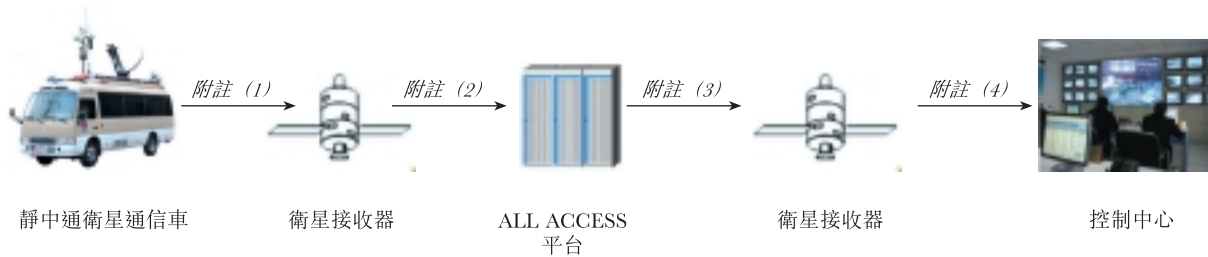 附註 (1)
附註 (2)
附註 (3)
附註 (4)
靜中通衛星通信車
衛星接收器
ALL ACCESS
平台
衛星接收器
控制中心